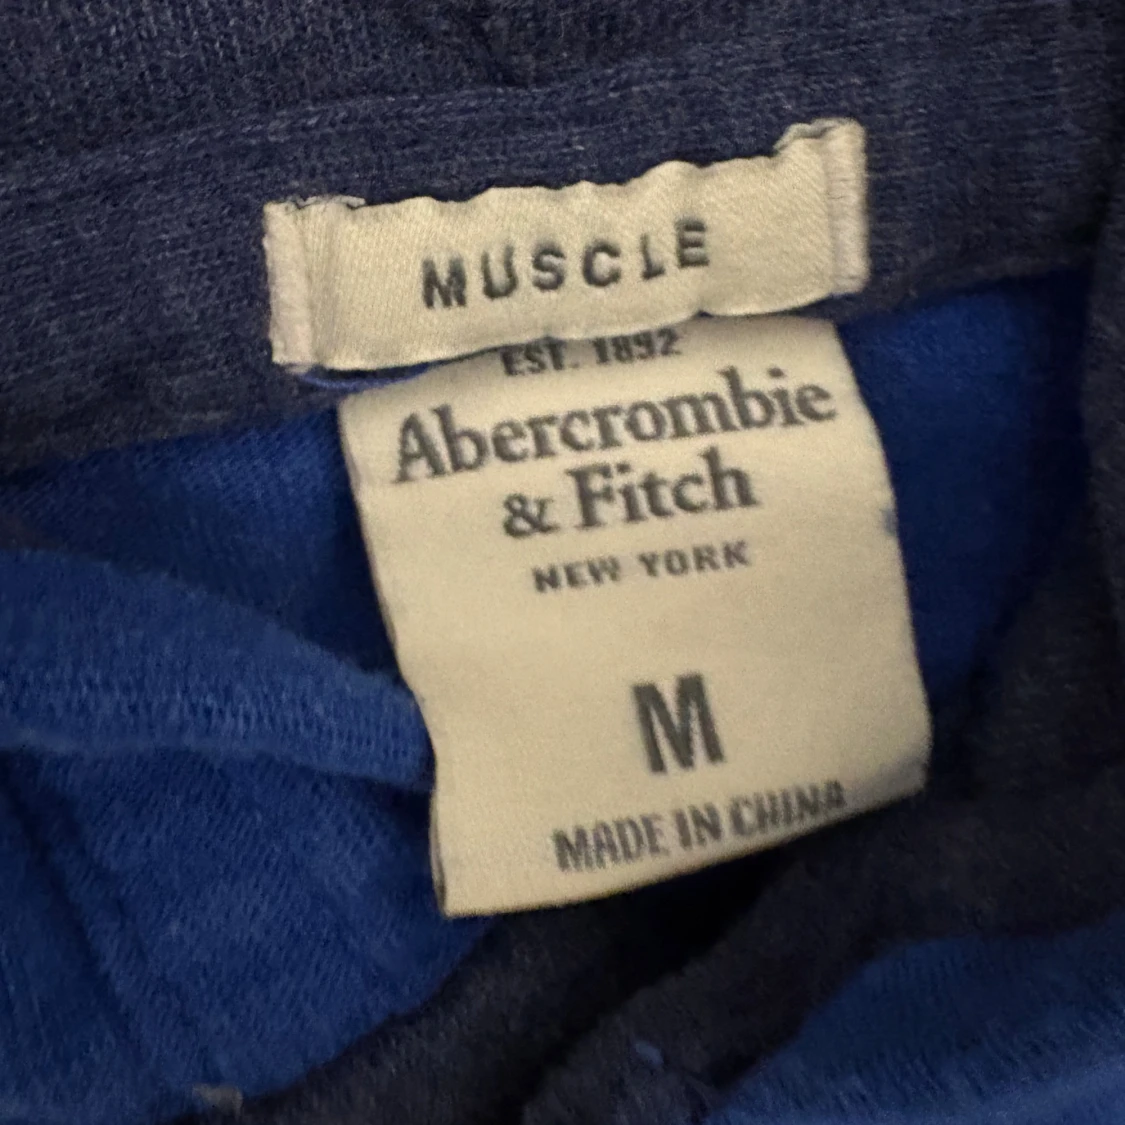 MUSCLE
EST. 1892
Abercrombie
& Fitch
NEW YORK
M
MADE IN CHINA